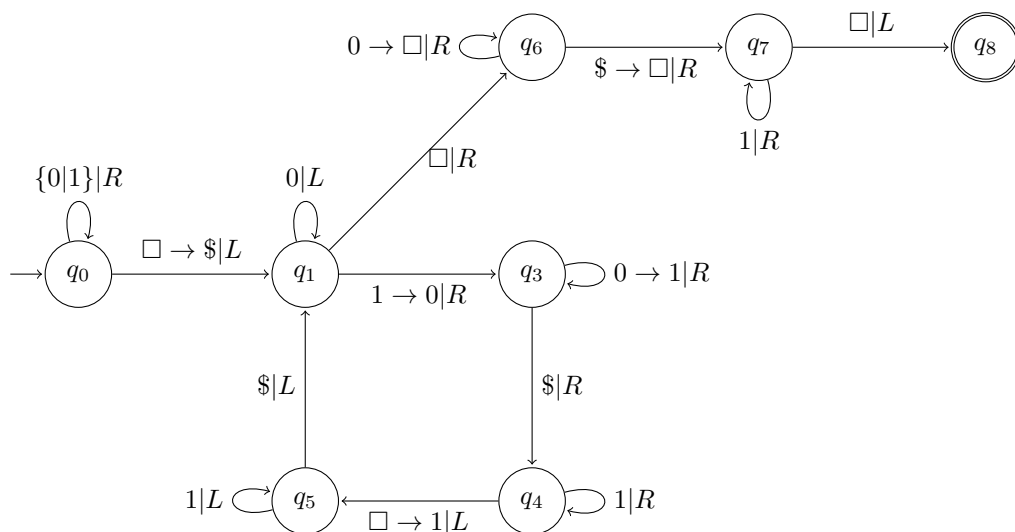 □|L
0 → □|R
q6
$ → □|R
q7
q8
1|R
□|R
{0|1}|R
0|L
□ → $|L
q0
q1
1 → 0|R
q3
0 → 1|R
$|L
$|R
1|L
q5
□ → 1|L
q4
1|R